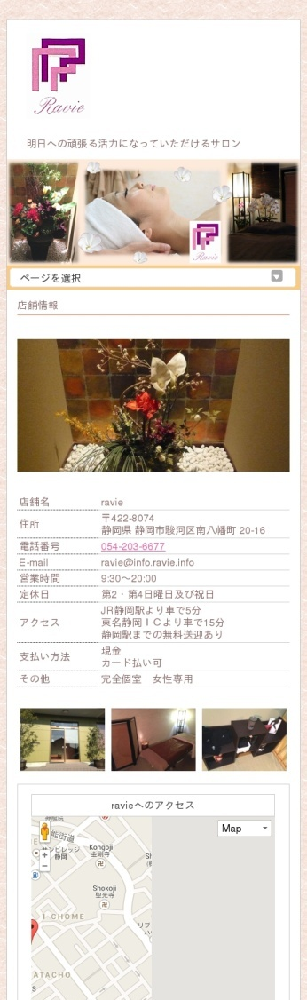 Ravie
明日への頑張る活力になっていただけるサロン
Ravie
ページを選択
店舗情報
店舗名 ravie
住所 〒422-8074
静岡県 静岡市駿河区南八幡町 20-16
電話番号 054-203-6677
E-mail ravie@info.ravie.info
営業時間 9:30～20:00
定休日 第2・第4日曜日及び祝日
アクセス JR静岡駅より車で5分
東名静岡ＩＣより車で15分
静岡駅までの無料送迎あり
支払い方法 現金
カード払い可
その他 完全個室　女性専用
ravieへのアクセス
Map
能街道
Kongoji
金剛寺
静岡
Shokoji
聖光寺
1 CHOME
ATACHO